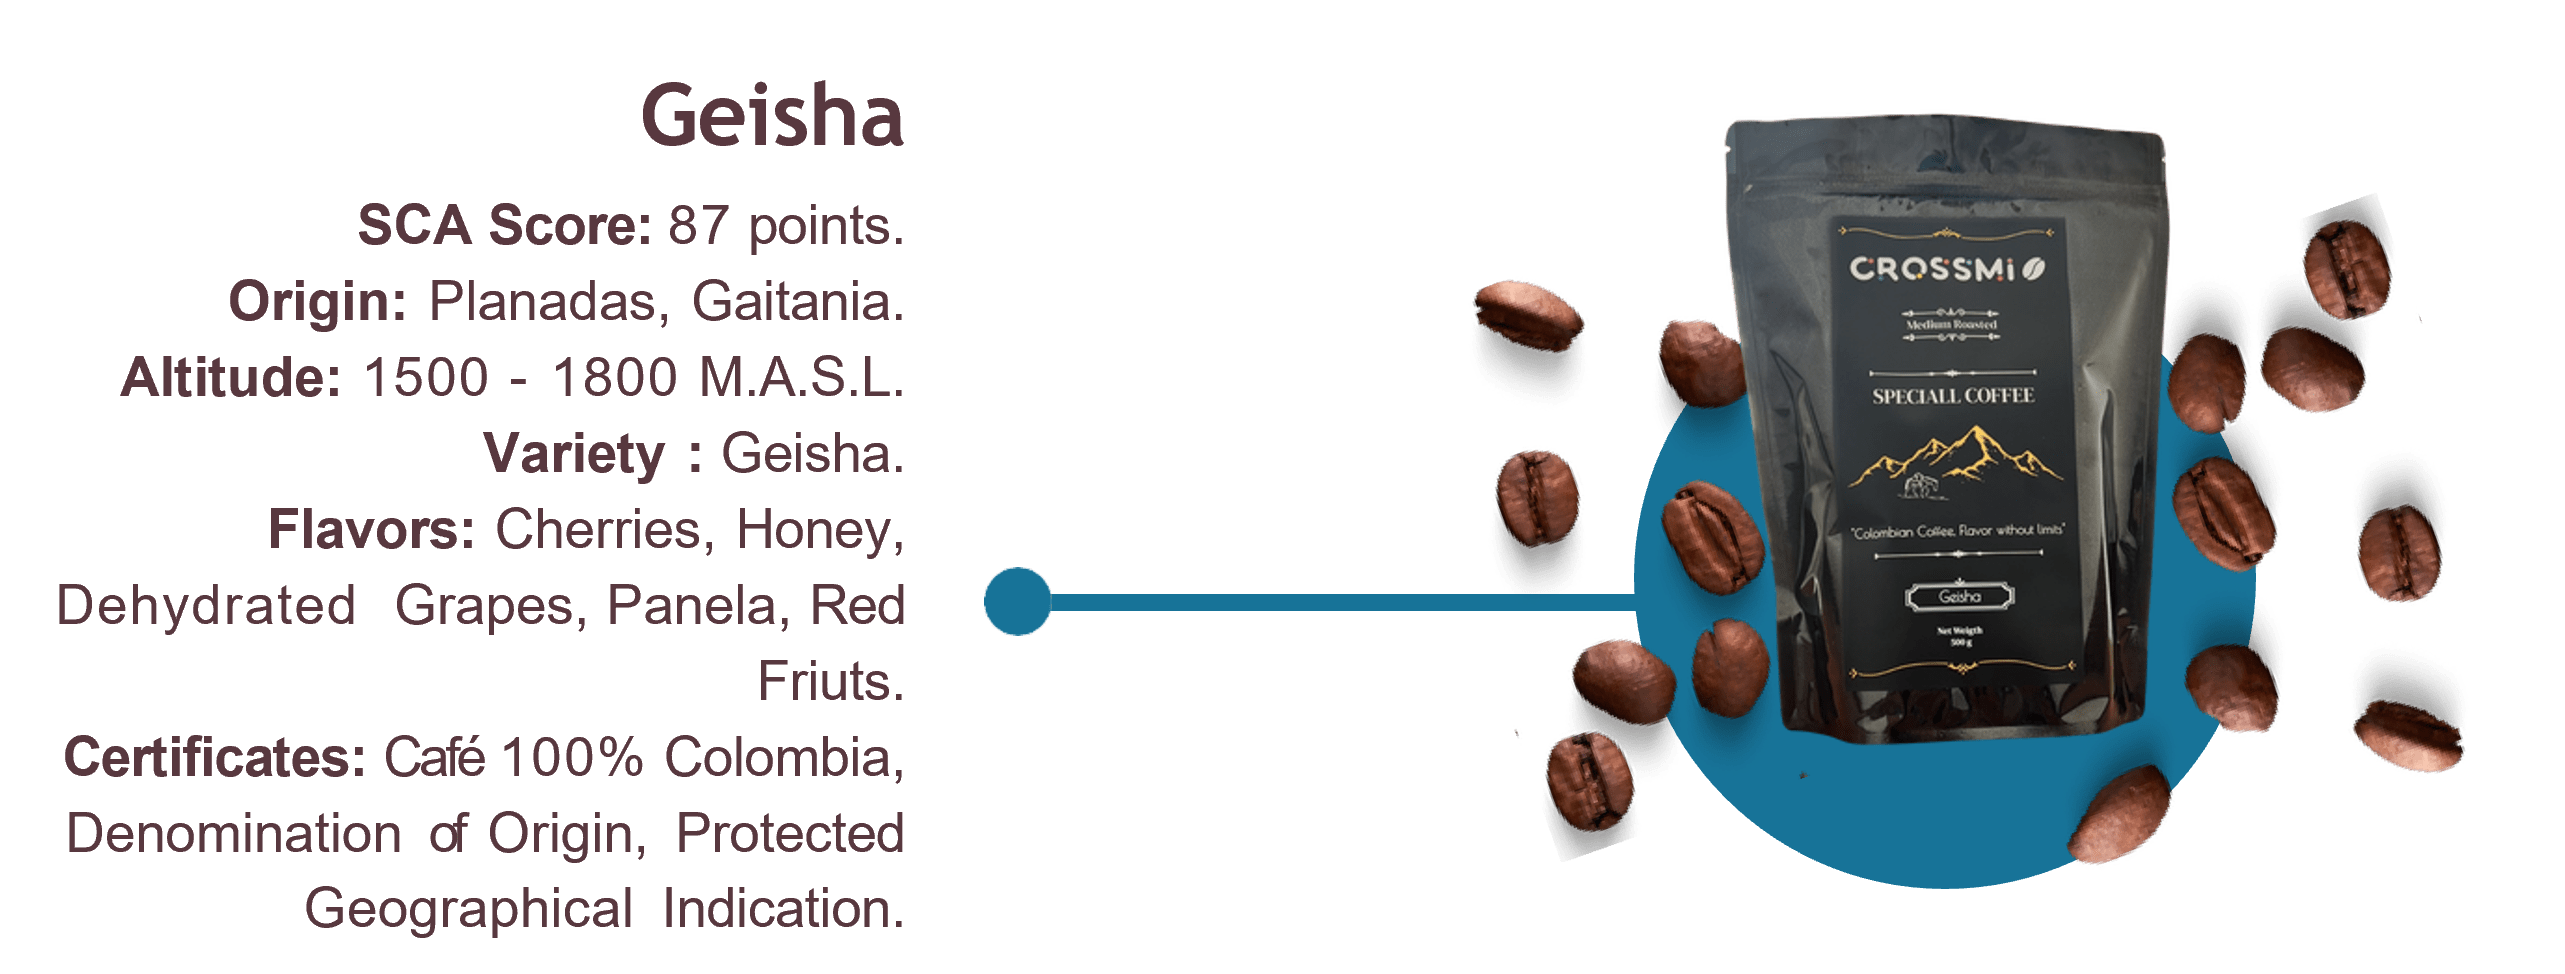 Geisha
SCA Score: 87 points.
Origin: Planadas, Gaitania.
Altitude: 1500 - 1800 M.A.S.L.
Variety : Geisha.
Flavors: Cherries, Honey,
Dehydrated Grapes, Panela, Red
Friuts.
Certificates: Café 100% Colombia,
Denomination of Origin, Protected
Geographical Indication.
CROSSMi
Medium Roasted
SPECIALL COFFEE
"Colombian Coffee, Flavor without limits"
Geisha
Net Weigth
500 g